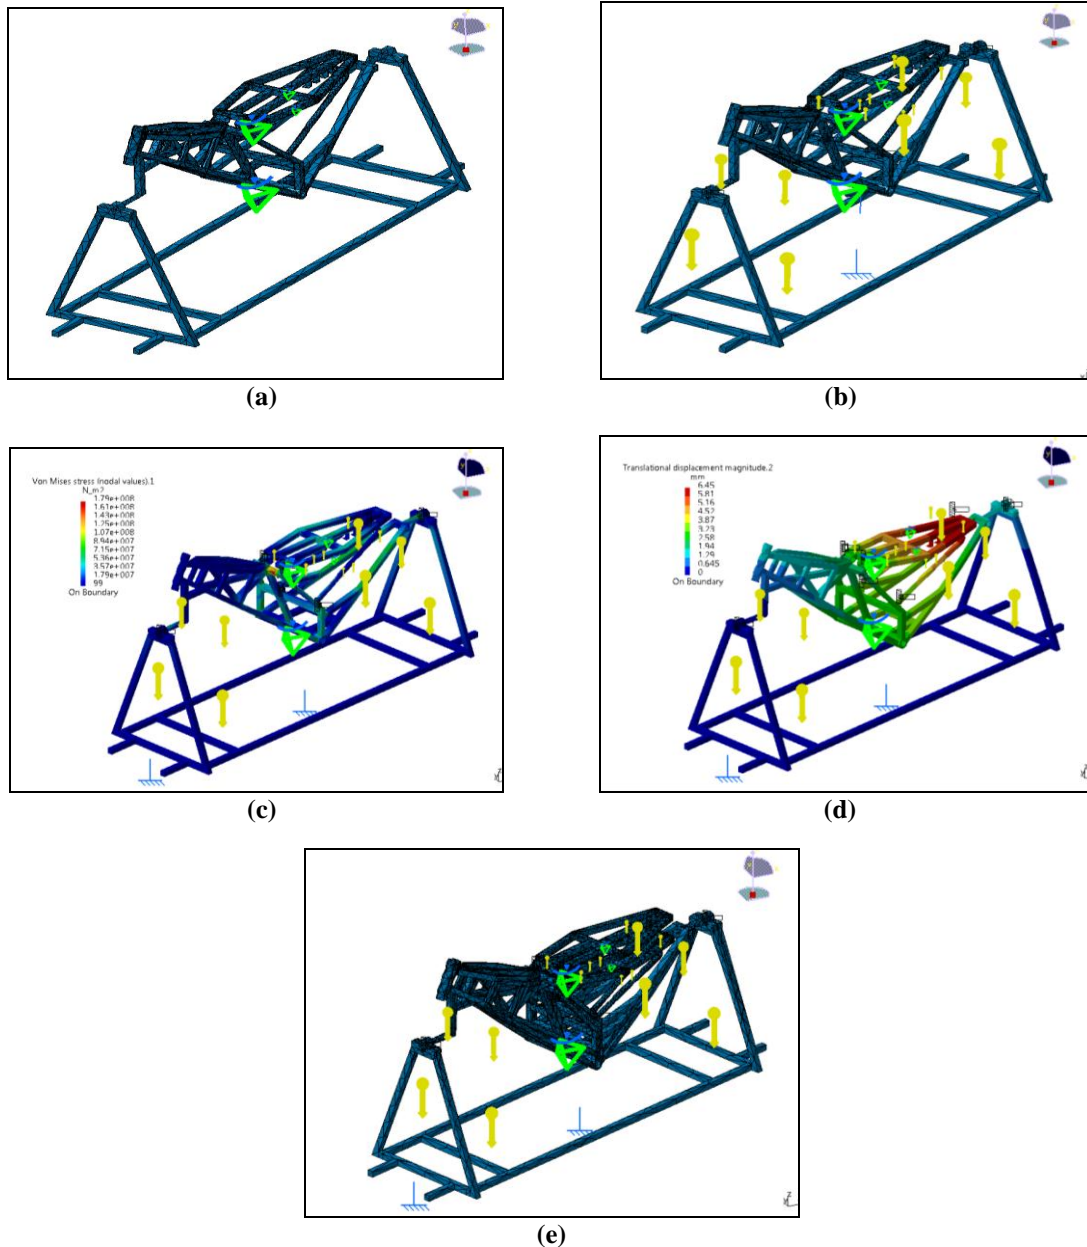 (a)
(b)
Von Mises stress (nodal values).1
N_m2
1.79e+008
1.61e+008
1.43e+008
1.25e+008
1.07e+008
8.94e+007
7.15e+007
5.36e+007
3.57e+007
1.79e+007
99
On Boundary
(c)
Translational displacement magnitude.2
mm
6.45
5.81
5.16
4.52
3.87
3.23
2.58
1.94
1.29
0.645
0
On Boundary
(d)
(e)